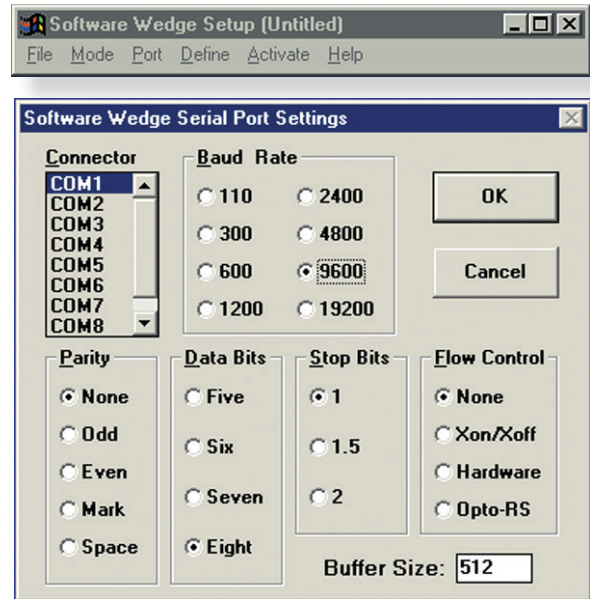 Software Wedge Setup (Untitled)
File Mode Port Define Activate Help
Software Wedge Serial Port Settings
Connector
COM1
COM2
COM3
COM4
COM5
COM6
COM7
COM8
Baud Rate
110 2400
300 4800
600 9600
1200 19200
OK
Cancel
Parity
None
Odd
Even
Mark
Space
Data Bits
Five
Six
Seven
Eight
Stop Bits
1
1.5
2
Flow Control
None
Xon/Xoff
Hardware
Opto-RS
Buffer Size: 512